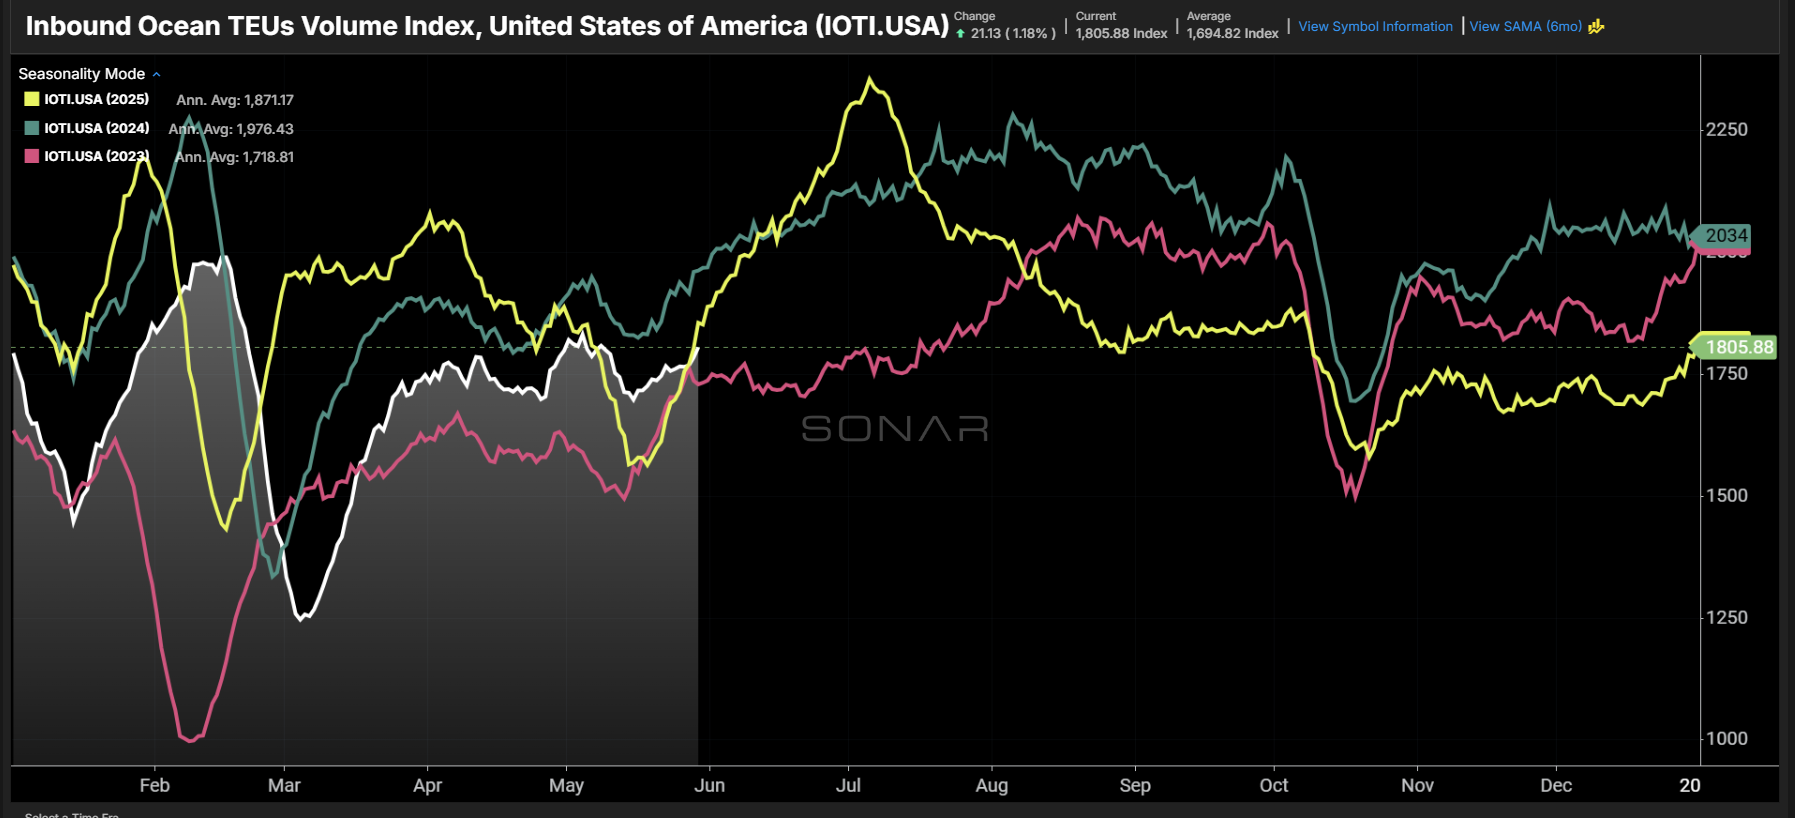 Inbound Ocean TEUs Volume Index, United States of America (IOTI.USA)
Change
21.13 ( 1.18% )
Current
1,805.88 Index
Average
1,694.82 Index
View Symbol Information
View SAMA (6mo)
Seasonality Mode
IOTI.USA (2025) Ann. Avg: 1,871.17
IOTI.USA (2024) Ann. Avg: 1,976.43
IOTI.USA (2023) Ann. Avg: 1,718.81
SONAR
2250
2034
1805.88
1750
1500
1250
1000
Feb Mar Apr May Jun Jul Aug Sep Oct Nov Dec 20